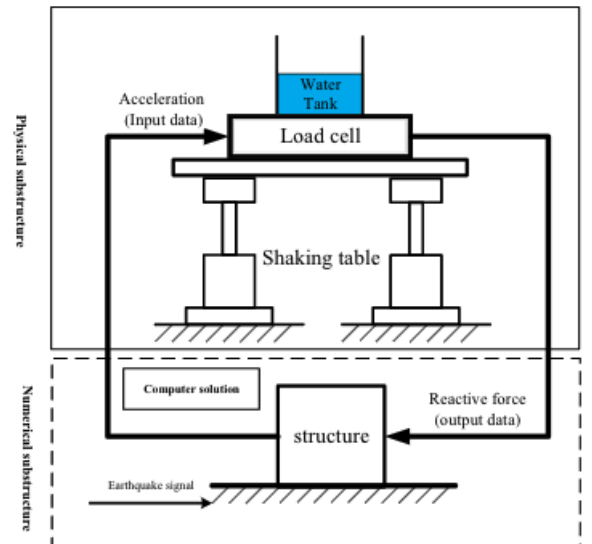 Physical substructure
Water
Tank
Acceleration
(Input data)
Load cell
Shaking table
Numerical substructure
Computer solution
Reactive force
(output data)
structure
Earthquake signal